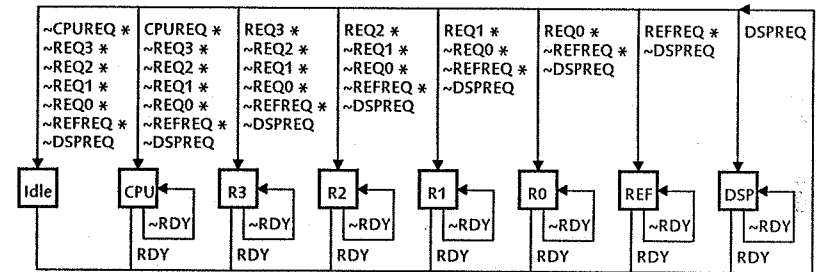 ~CPUREQ *
~REQ3 *
~REQ2 *
~REQ1 *
~REQ0 *
~REFREQ *
~DSPREQ
CPUREQ *
~REQ3 *
~REQ2 *
~REQ1 *
~REQ0 *
~REFREQ *
~DSPREQ
REQ3 *
~REQ2 *
~REQ1 *
~REQ0 *
~REFREQ *
~DSPREQ
REQ2 *
~REQ1 *
~REQ0 *
~REFREQ *
~DSPREQ
REQ1 *
~REQ0 *
~REFREQ *
~DSPREQ
REQ0 *
~REFREQ *
~DSPREQ
REFREQ *
~DSPREQ
DSPREQ
Idle
CPU
R3
R2
R1
R0
REF
DSP
~RDY
~RDY
~RDY
~RDY
~RDY
~RDY
~RDY
RDY
RDY
RDY
RDY
RDY
RDY
RDY